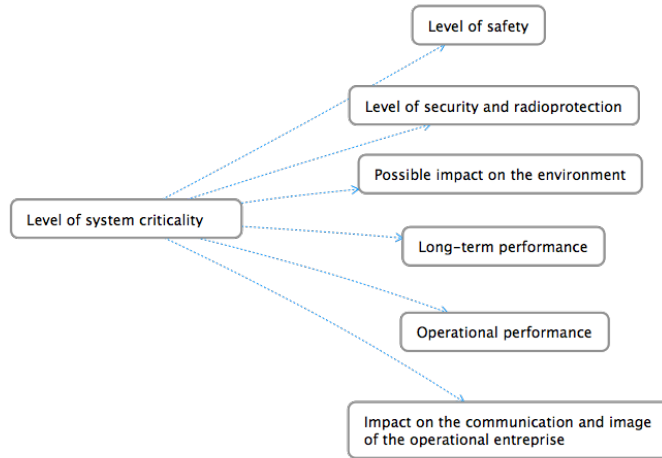 Level of safety
Level of security and radioprotection
Possible impact on the environment
Level of system criticality
Long-term performance
Operational performance
Impact on the communication and image
of the operational entreprise